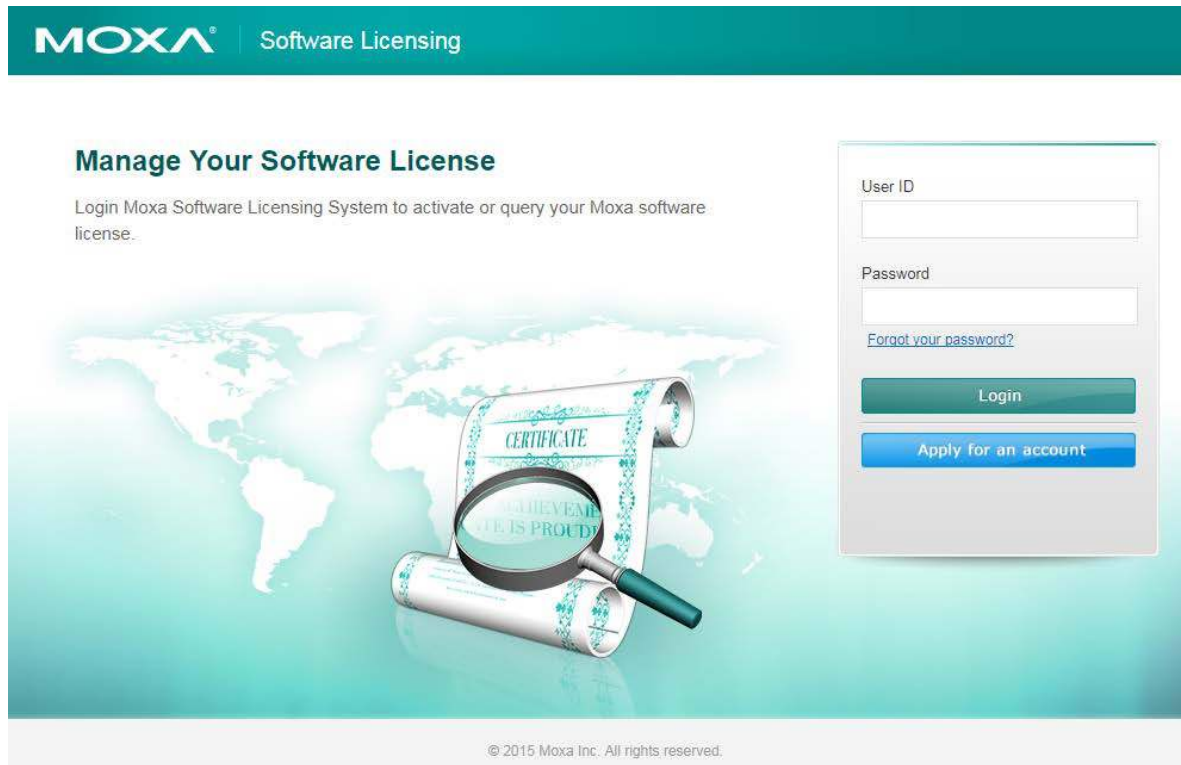 MOXA®
Software Licensing
Manage Your Software License
Login Moxa Software Licensing System to activate or query your Moxa software
license.
User ID
Password
Forgot your password?
Login
Apply for an account
CERTIFICATE
IS PROUD
© 2015 Moxa Inc. All rights reserved.